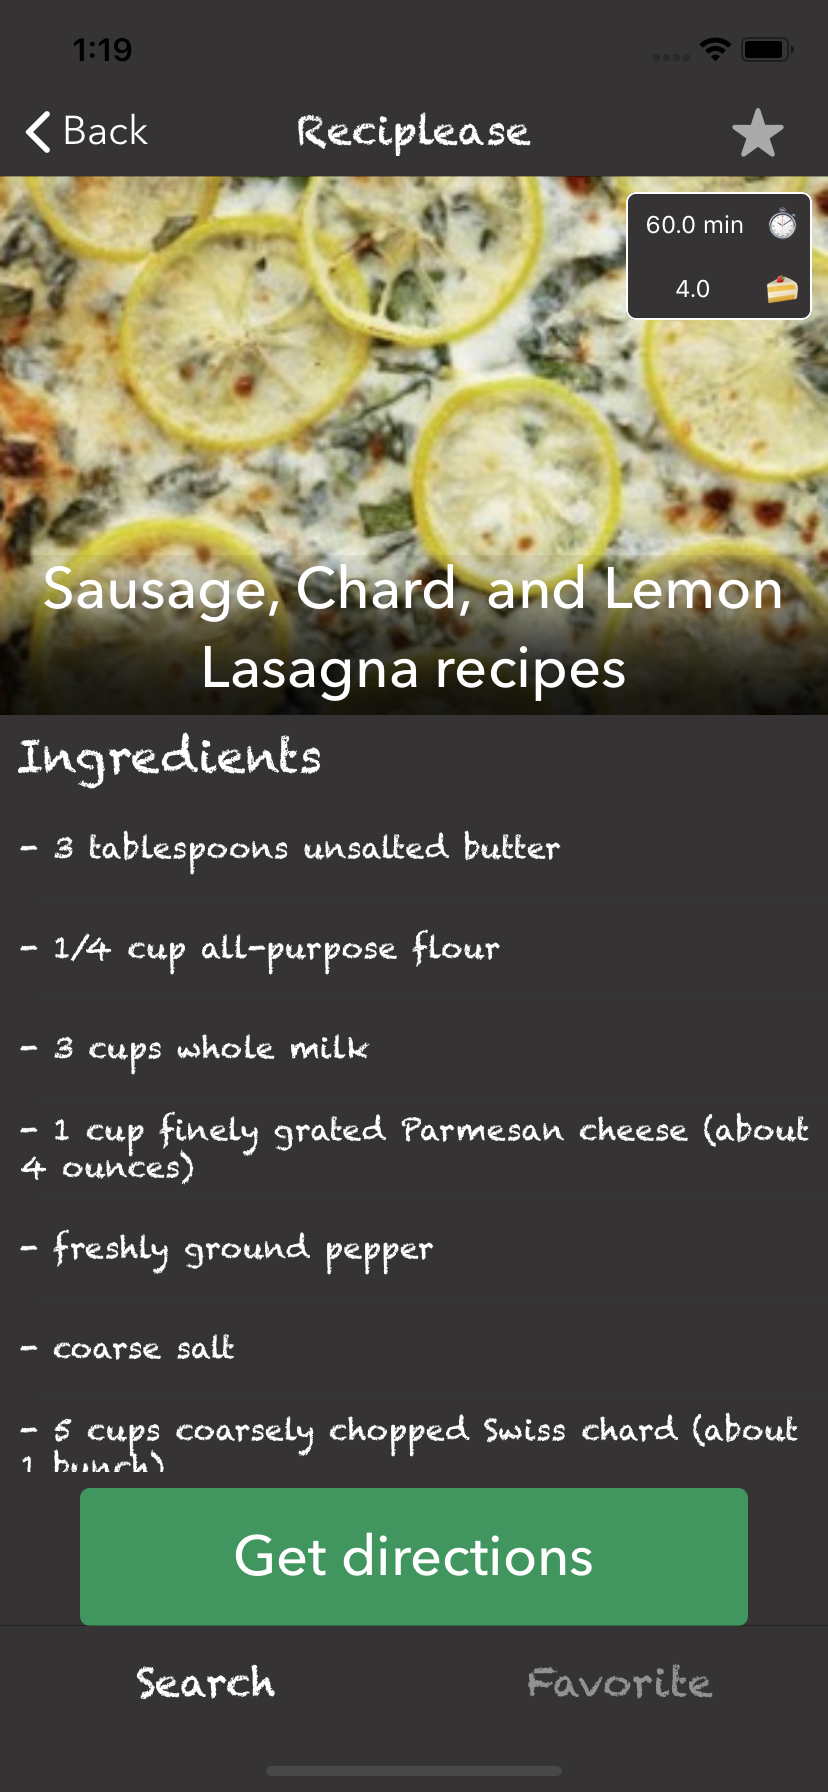 1:19
Back
Reciplease
60.0 min
4.0
Sausage, Chard, and Lemon
Lasagna recipes
Ingredients
- 3 tablespoons unsalted butter
- 1/4 cup all-purpose flour
- 3 cups whole milk
- 1 cup finely grated Parmesan cheese (about
4 ounces)
- freshly ground pepper
- coarse salt
- 5 cups coarsely chopped Swiss chard (about
1 bunch)
Get directions
Search
Favorite